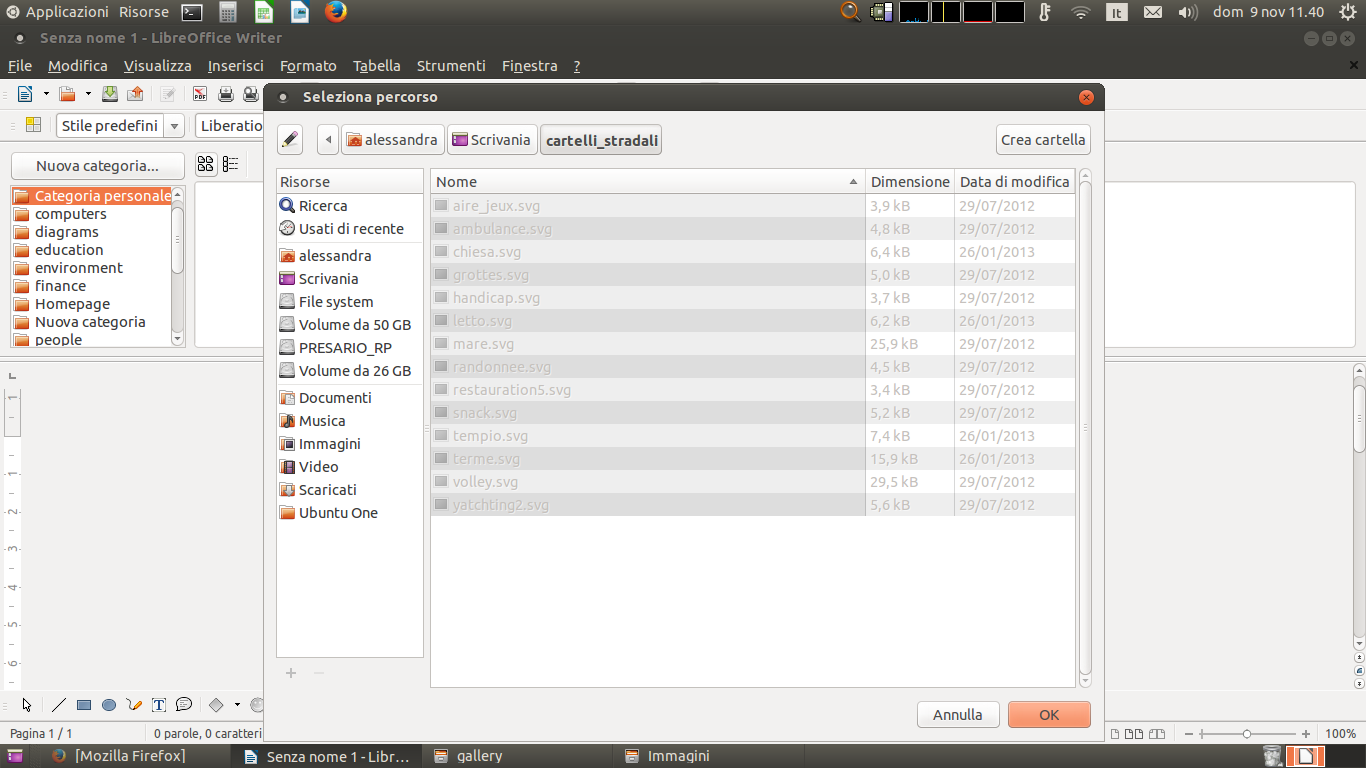 Applicazioni Risorse lt dom 9 nov 11.40
Senza nome 1 - LibreOffice Writer
File Modifica Visualizza Inserisci Formato Tabella Strumenti Finestra ?
Seleziona percorso
Stile predefini Liberatio
alessandra Scrivania cartelli_stradali Crea cartella
Nuova categoria...
Categoria personale
computers
diagrams
education
environment
finance
Homepage
Nuova categoria
people
Risorse
Ricerca
Usati di recente
alessandra
Scrivania
File system
Volume da 50 GB
PRESARIO_RP
Volume da 26 GB
Documenti
Musica
Immagini
Video
Scaricati
Ubuntu One
Nome Dimensione Data di modifica
aire_jeux.svg 3,9 kB 29/07/2012
ambulance.svg 4,8 kB 29/07/2012
chiesa.svg 6,4 kB 26/01/2013
grottes.svg 5,0 kB 29/07/2012
handicap.svg 3,7 kB 29/07/2012
letto.svg 6,2 kB 26/01/2013
mare.svg 25,9 kB 29/07/2012
randonnee.svg 4,5 kB 29/07/2012
restauration5.svg 3,4 kB 29/07/2012
snack.svg 5,2 kB 29/07/2012
tempio.svg 7,4 kB 26/01/2013
terme.svg 15,9 kB 26/01/2013
volley.svg 29,5 kB 29/07/2012
yatchting2.svg 5,6 kB 29/07/2012
1
1
2
3
4
5
6
Annulla OK
Pagina 1 / 1 0 parole, 0 caratteri 100%
[Mozilla Firefox] Senza nome 1 - Libr... gallery Immagini